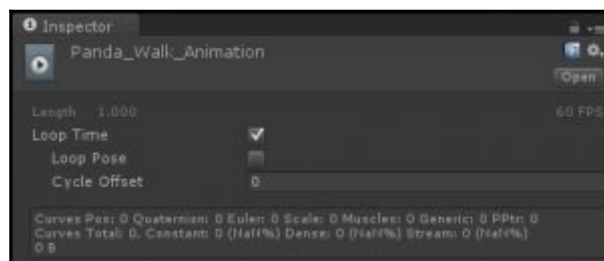 Inspector
Panda_Walk_Animation
Open
Length 1.000 60 FPS
Loop Time
Loop Pose
Cycle Offset 0
Curves Pos: 0 Quaternion: 0 Euler: 0 Scale: 0 Muscles: 0 Generic: 0 PPtr: 0
Curves Total: 0, Constant: 0 (NaN%) Dense: 0 (NaN%) Stream: 0 (NaN%)
0 B